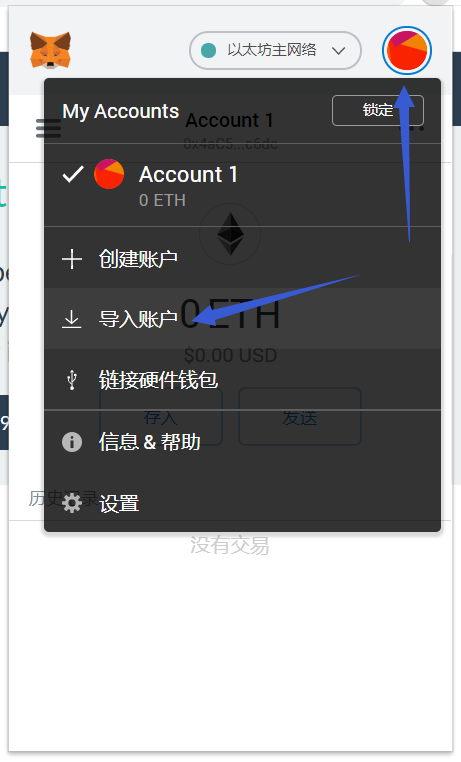 以太坊主网络
My Accounts
锁定
Account 1
0x4aC5...c6dc
Account 1
0 ETH
创建账户
导入账户
0 ETH
$0.00 USD
链接硬件钱包
存入
发送
信息 & 帮助
历史记录
设置
没有交易